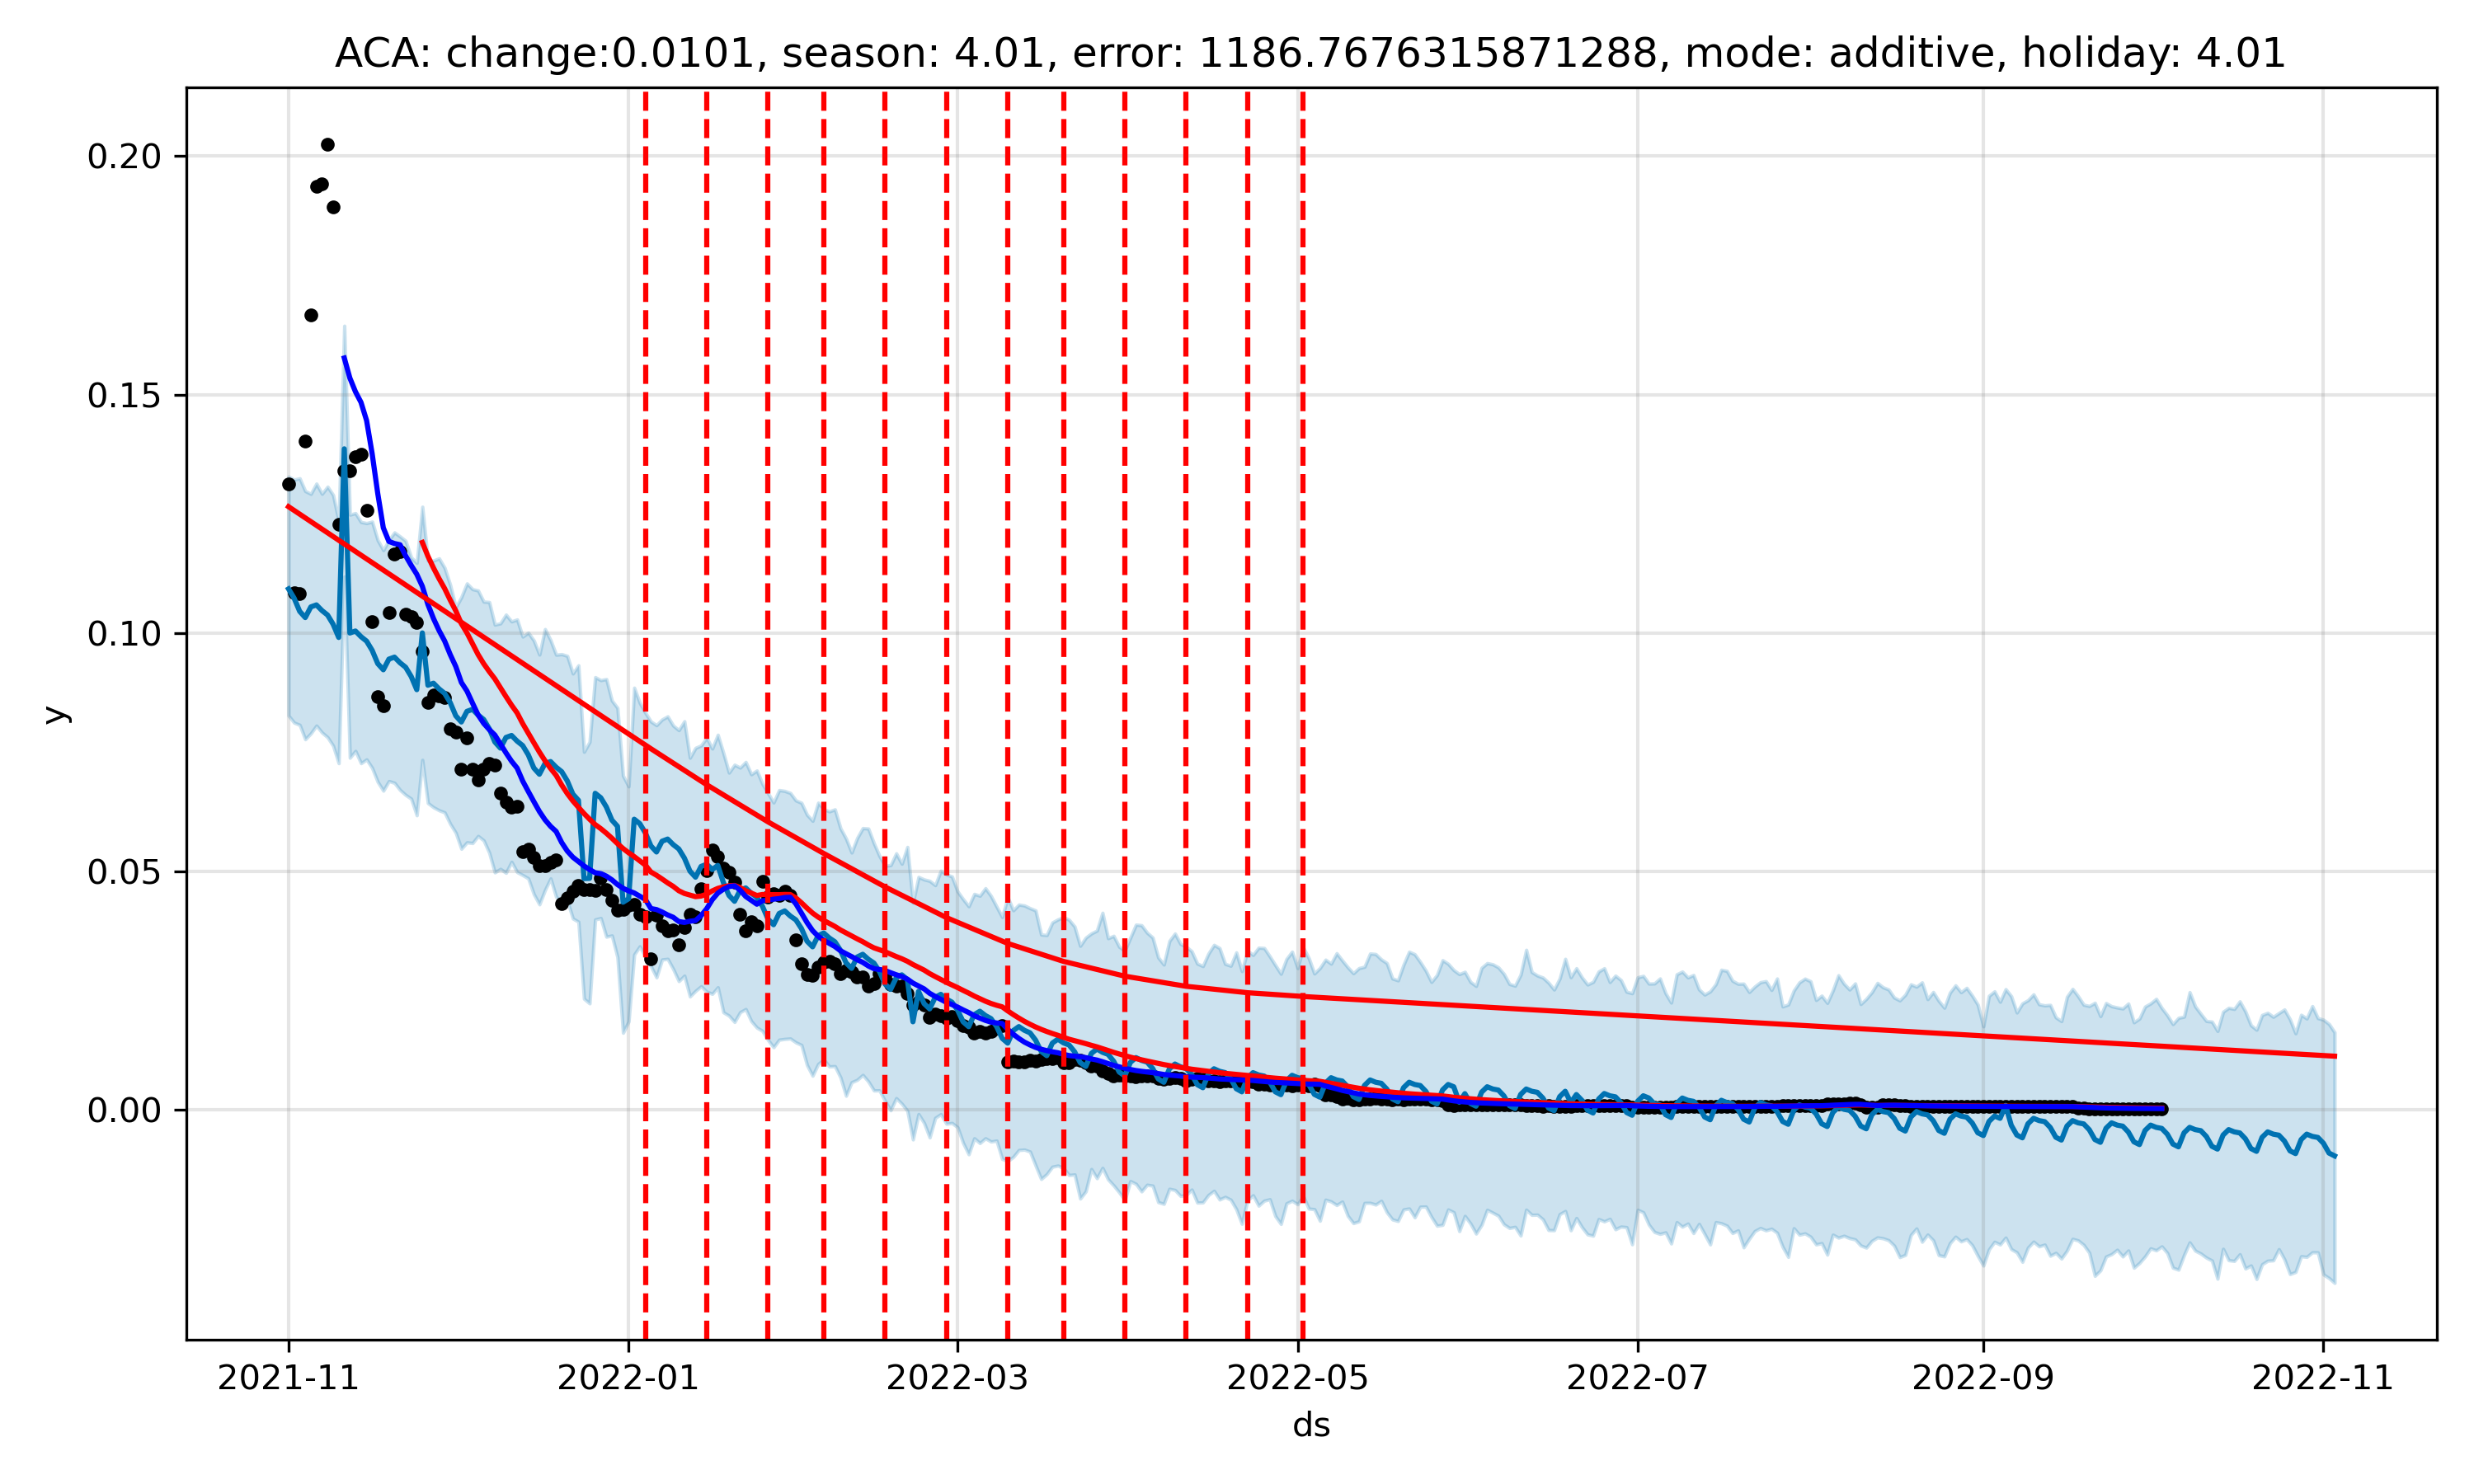 ACA: change:0.0101, season: 4.01, error: 1186.7676315871288, mode: additive, holiday: 4.01
0.20
0.15
0.10
0.05
0.00
y
2021-11 2022-01 2022-03 2022-05 2022-07 2022-09 2022-11
ds